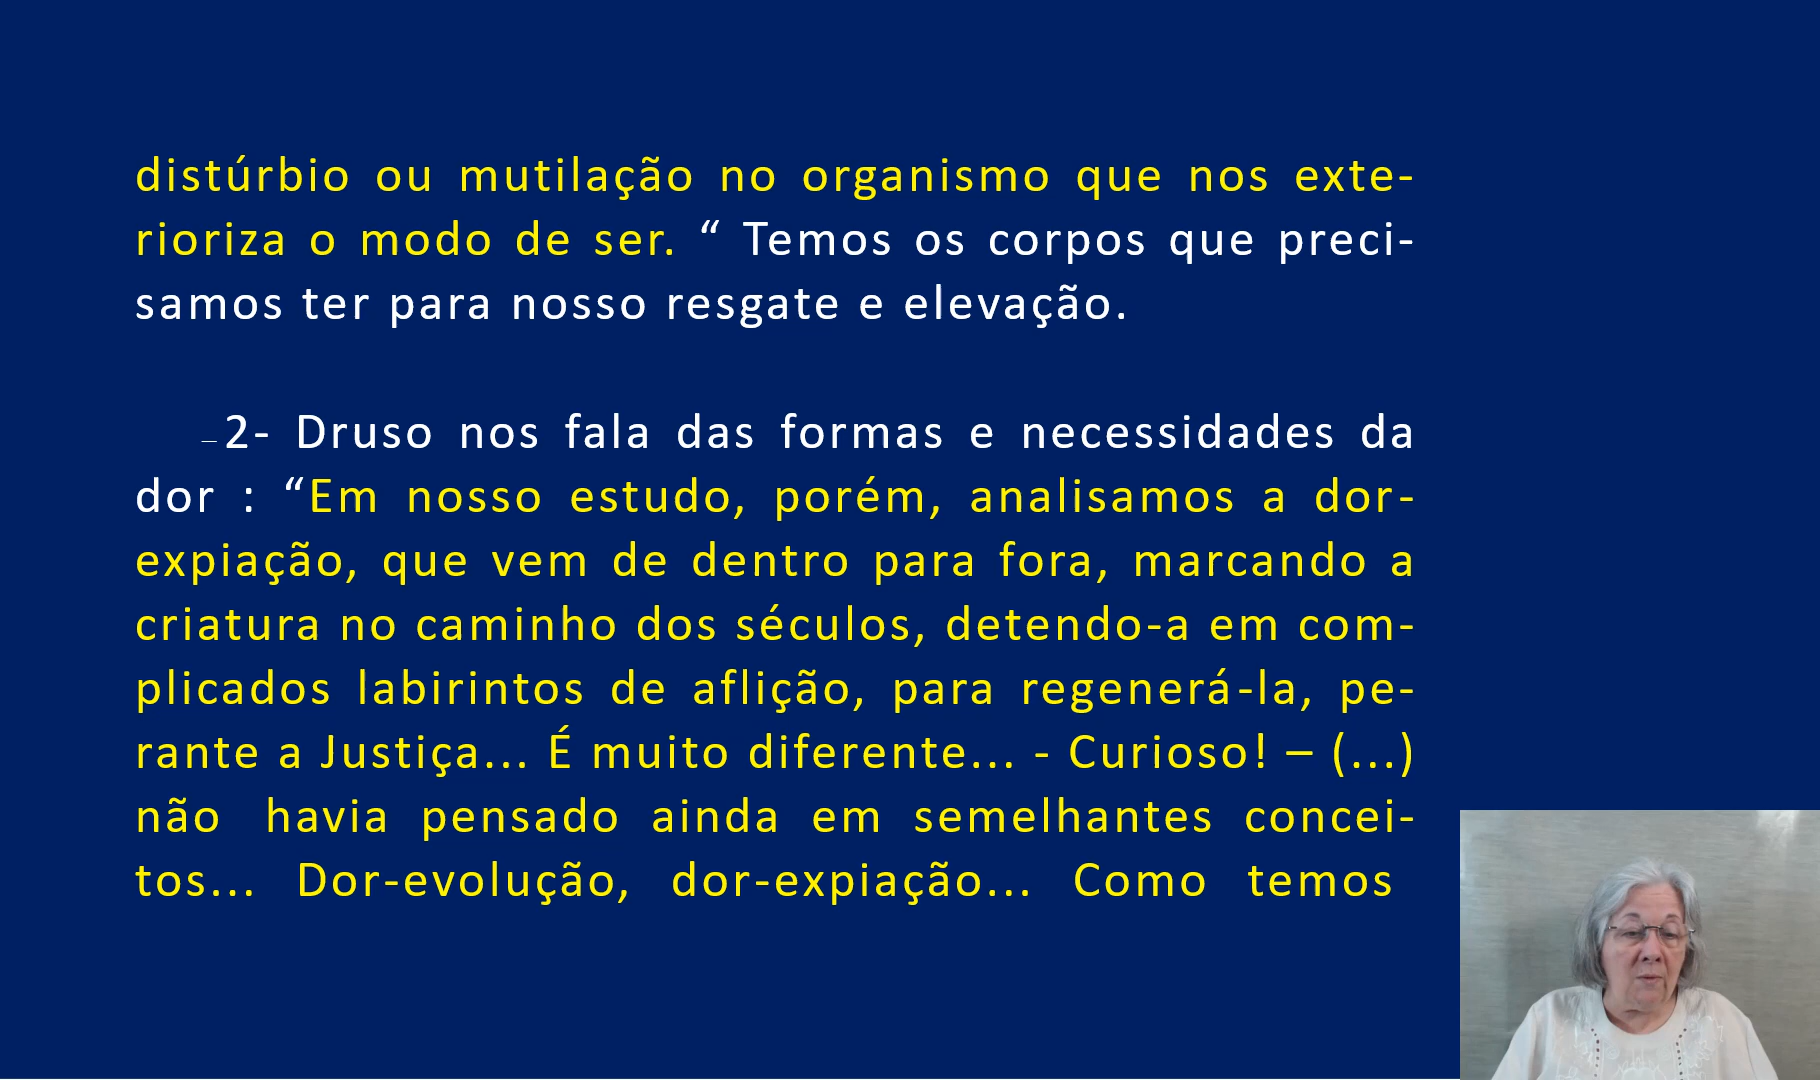 distúrbio ou mutilação no organismo que nos exte-
rioriza o modo de ser. “ Temos os corpos que preci-
samos ter para nosso resgate e elevação.
–2- Druso nos fala das formas e necessidades da
dor : “Em nosso estudo, porém, analisamos a dor-
expiação, que vem de dentro para fora, marcando a
criatura no caminho dos séculos, detendo-a em com-
plicados labirintos de aflição, para regenerá-la, pe-
rante a Justiça... É muito diferente... - Curioso! – (...)
não havia pensado ainda em semelhantes concei-
tos... Dor-evolução, dor-expiação... Como temos